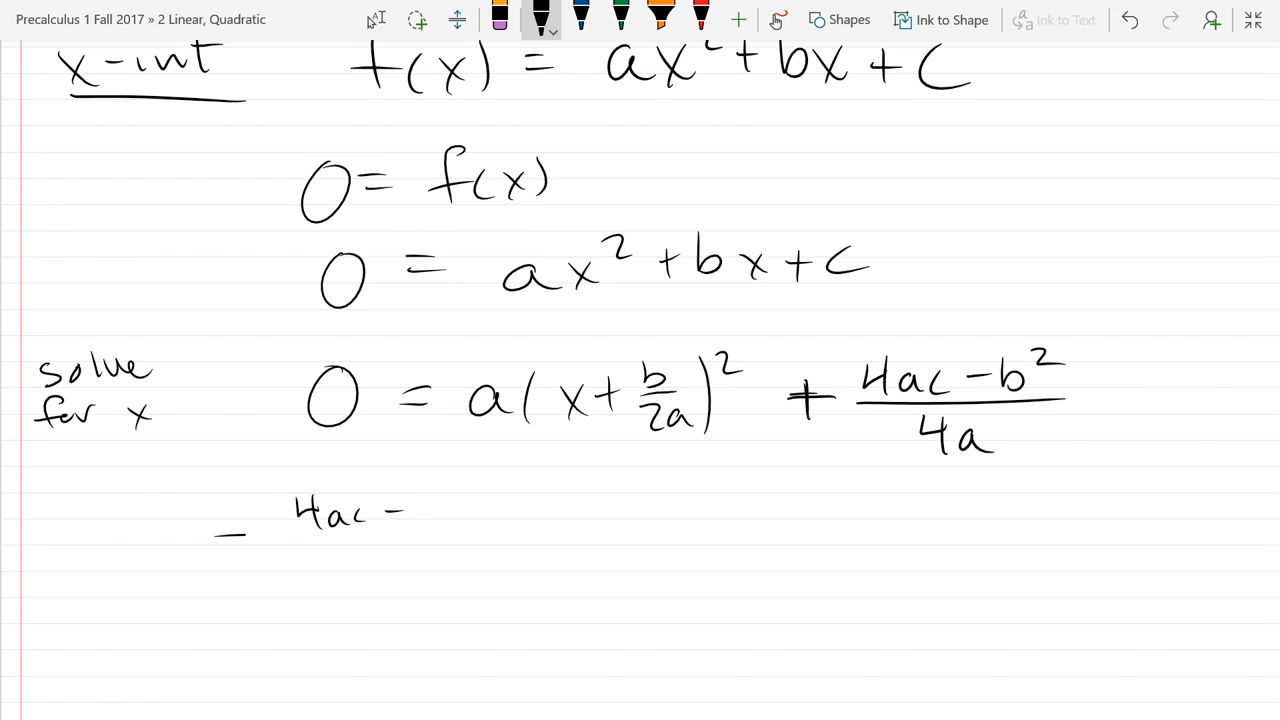 Precalculus 1 Fall 2017 » 2 Linear, Quadratic
Shapes
Ink to Shape
Ink to Text
x-int f(x) = ax²+bx+c
0 = f(x)
0 = ax²+bx+c
solve for x
0 = a(x+b/2a)² + (4ac-b²)/4a
- 4ac -